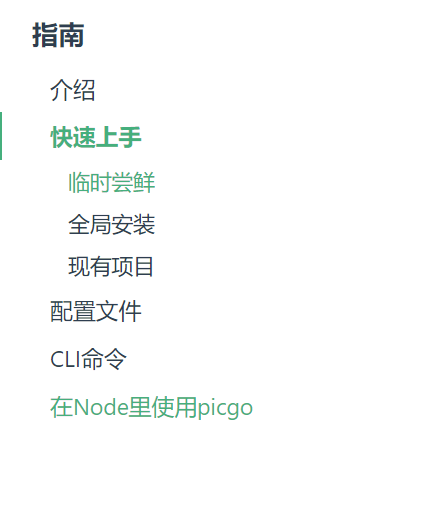 指南
介绍
快速上手
临时尝鲜
全局安装
现有项目
配置文件
CLI命令
在Node里使用picgo